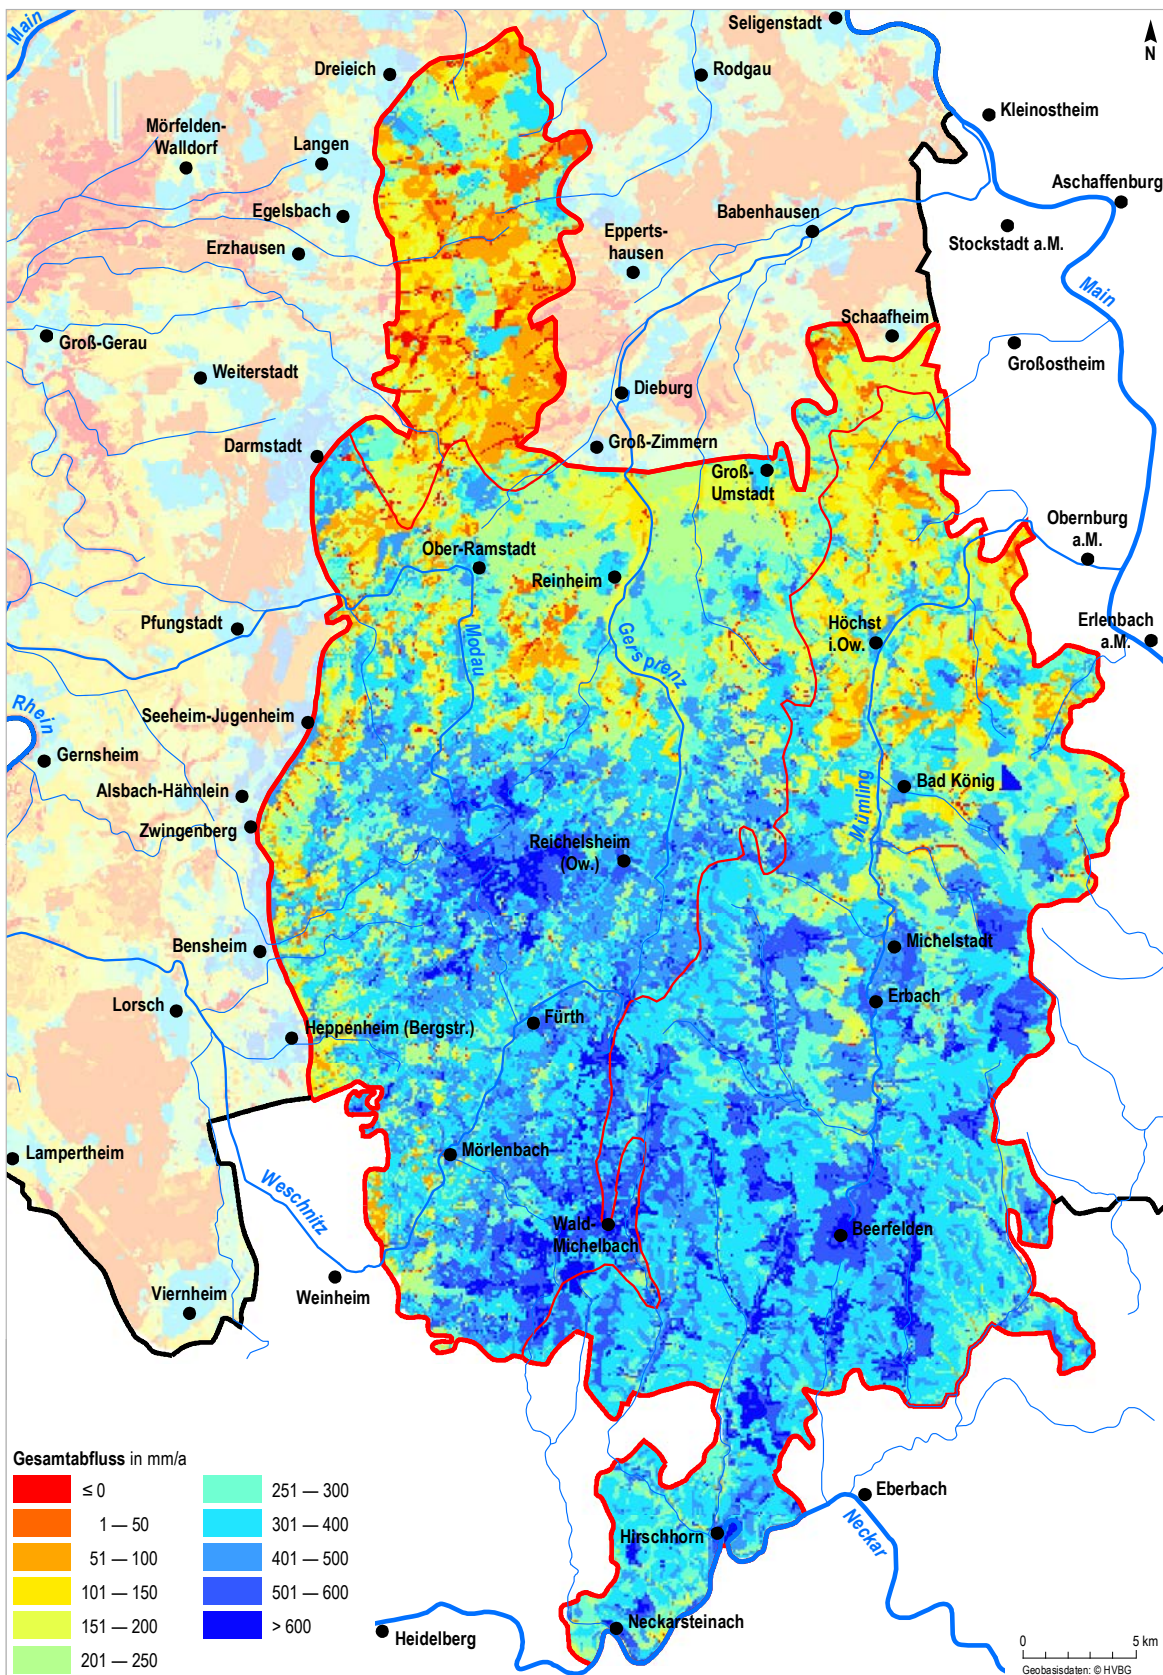 Main
Seligenstadt
N
Dreieich
Rodgau
Kleinostheim
Mörfelden-
Walldorf
Langen
Aschaffenburg
Egelsbach
Babenhausen
Stockstadt a.M.
Epperts-
hausen
Erzhausen
Main
Schaafheim
Groß-Gerau
Großostheim
Weiterstadt
Dieburg
Darmstadt
Groß-Zimmern
Groß-
Umstadt
Obernburg
a.M.
Ober-Ramstadt
Reinheim
Pfungstadt
Modau
Gersprenz
Höchst
i.Ow.
Erlenbach
a.M.
Rhein
Seeheim-Jugenheim
Gernsheim
Alsbach-Hähnlein
Mümling
Bad König
Zwingenberg
Reichelsheim
(Ow.)
Bensheim
Michelstadt
Lorsch
Erbach
Fürth
Heppenheim (Bergstr.)
Lampertheim
Mörlenbach
Weschnitz
Wald-
Michelbach
Beerfelden
Viernheim
Weinheim
Gesamtabfluss in mm/a
≤ 0
1 — 50
51 — 100
101 — 150
151 — 200
201 — 250
251 — 300
301 — 400
401 — 500
501 — 600
> 600
Eberbach
Hirschhorn
Neckar
Neckarsteinach
Heidelberg
0 5 km
Geobasisdaten: © HVBG